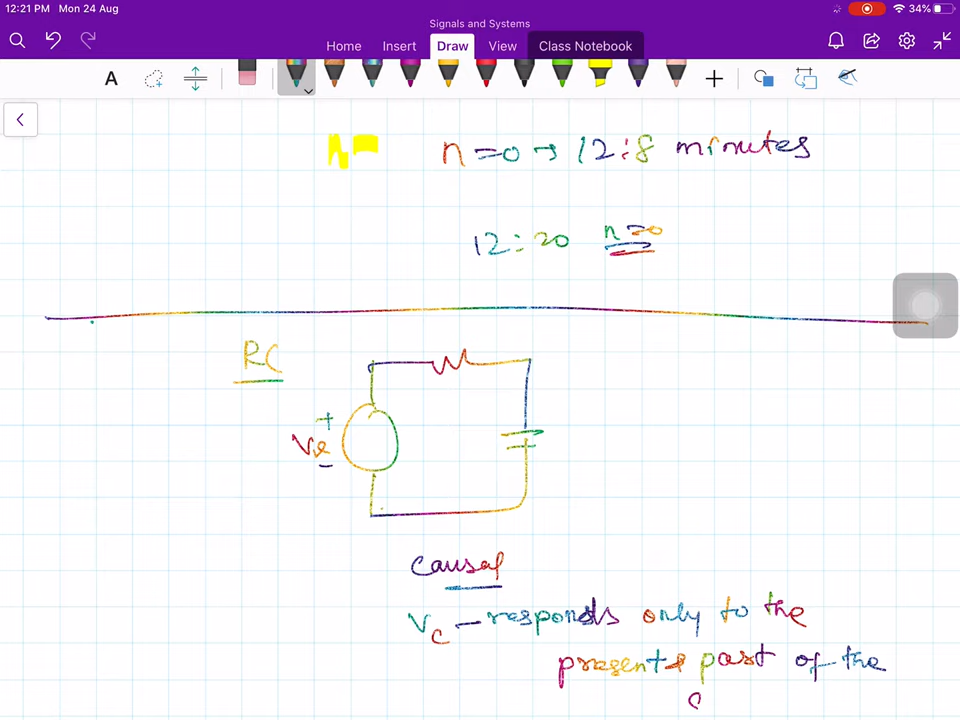 12:21 PM Mon 24 Aug
34%
Signals and Systems
Home Insert Draw View Class Notebook
A
n= n=0 → 12:8 minutes
12:20 n=0
RC
+
Vs
-
Causal
Vc - responds only to the
present & past of the